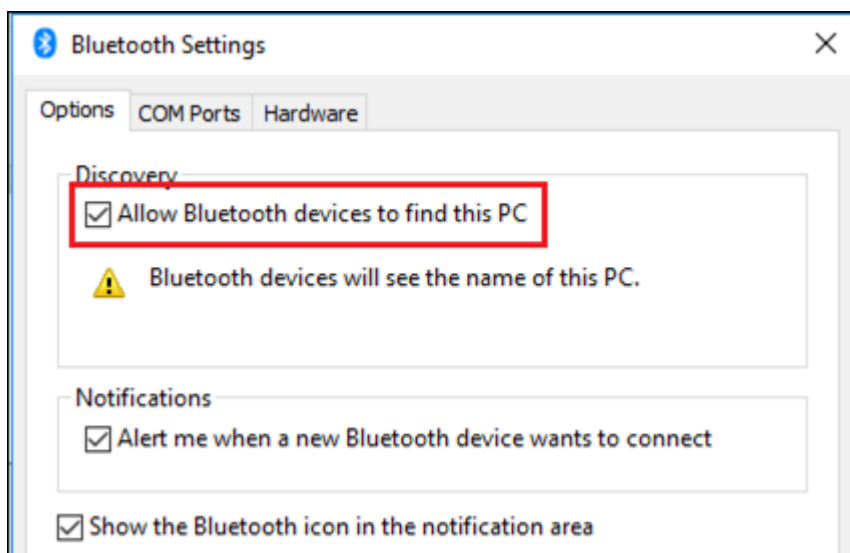 Bluetooth Settings
Options COM Ports Hardware
Discovery
Allow Bluetooth devices to find this PC
Bluetooth devices will see the name of this PC.
Notifications
Alert me when a new Bluetooth device wants to connect
Show the Bluetooth icon in the notification area